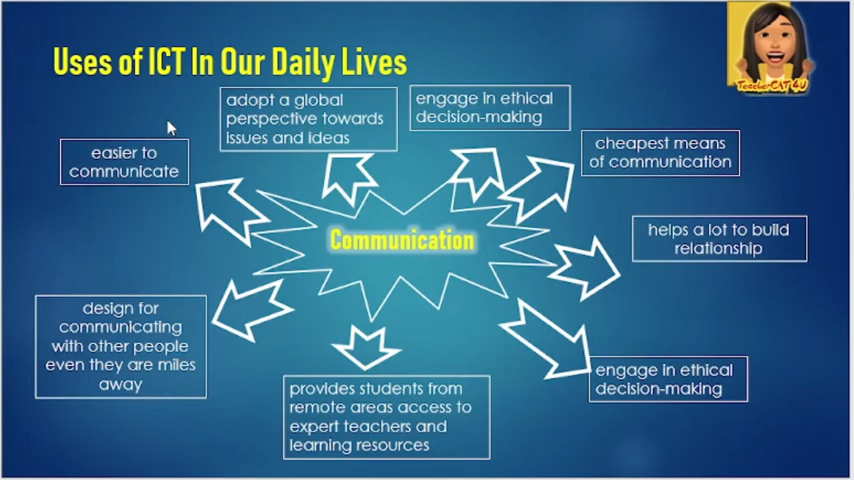 Uses of ICT In Our Daily Lives
TeacherCAT 4U
adopt a global
perspective towards
issues and ideas
engage in ethical
decision-making
easier to
communicate
cheapest means
of communication
Communication
helps a lot to build
relationship
design for
communicating
with other people
even they are miles
away
provides students from
remote areas access to
expert teachers and
learning resources
engage in ethical
decision-making